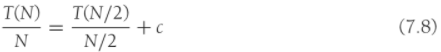 T(N)/N = T(N/2)/(N/2) + c (7.8)